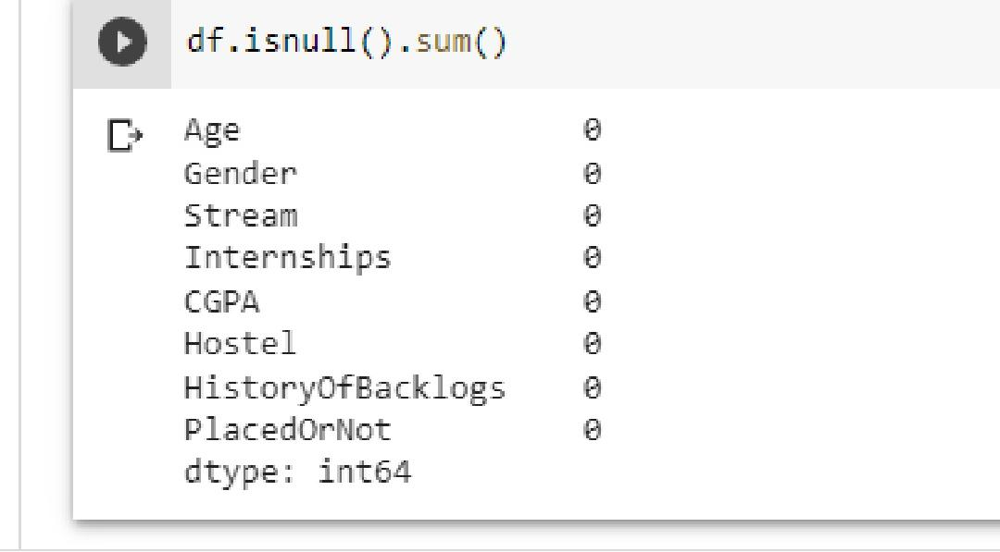 df.isnull().sum()
Age 0
Gender 0
Stream 0
Internships 0
CGPA 0
Hostel 0
HistoryOfBacklogs 0
PlacedOrNot 0
dtype: int64